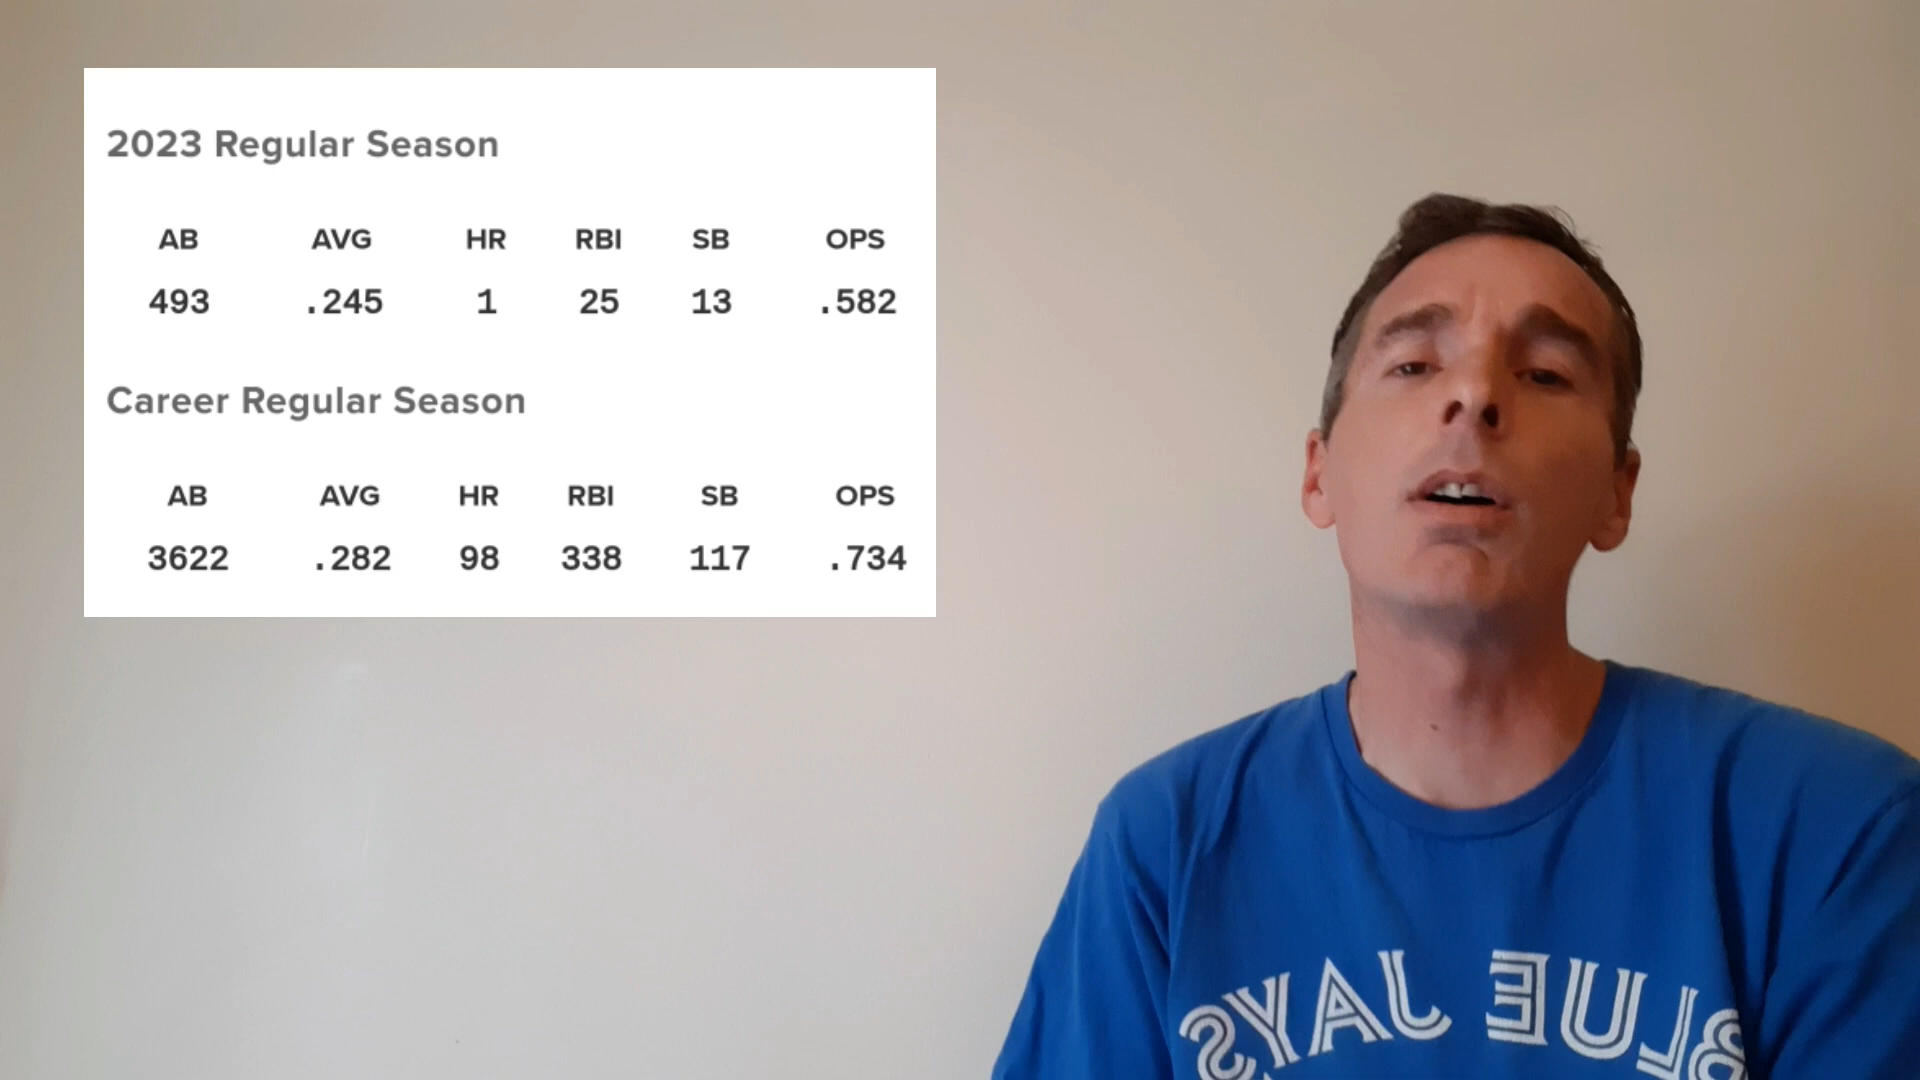 2023 Regular Season
AB AVG HR RBI SB OPS
493 .245 1 25 13 .582
Career Regular Season
AB AVG HR RBI SB OPS
3622 .282 98 338 117 .734
BLUE JAYS